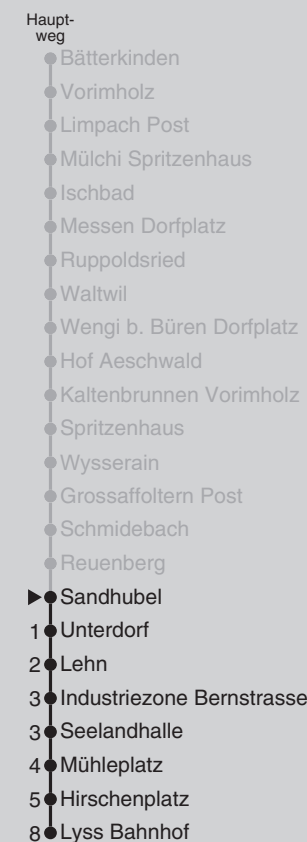 Haupt-
weg
Bätterkinden
Vorimholz
Limpach Post
Mülchi Spritzenhaus
Ischbad
Messen Dorfplatz
Ruppoldsried
Waltwil
Wengi b. Büren Dorfplatz
Hof Aeschwald
Kaltenbrunnen Vorimholz
Spritzenhaus
Wysserain
Grossaffoltern Post
Schmidebach
Reuenberg
Sandhubel
1 Unterdorf
2 Lehn
3 Industriezone Bernstrasse
3 Seelandhalle
4 Mühleplatz
5 Hirschenplatz
8 Lyss Bahnhof